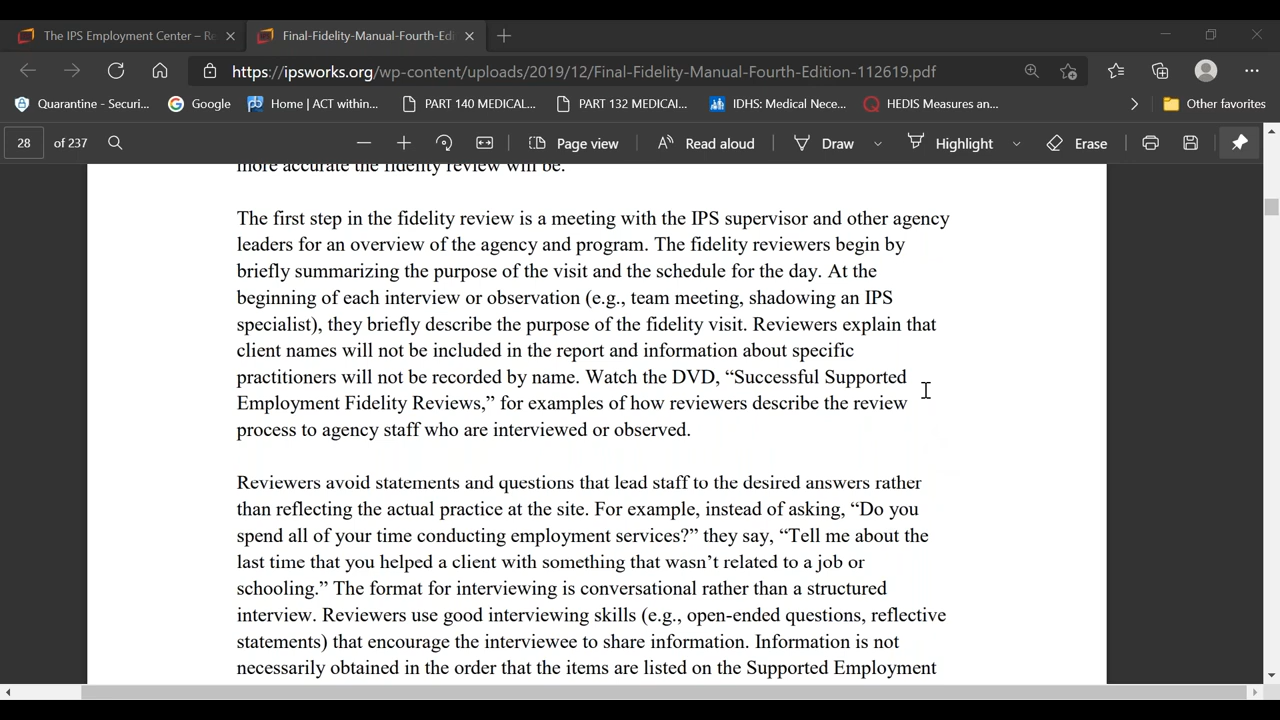 The IPS Employment Center – Re
Final-Fidelity-Manual-Fourth-Edi
https://ipsworks.org/wp-content/uploads/2019/12/Final-Fidelity-Manual-Fourth-Edition-112619.pdf
Quarantine - Securi...
Google
Home | ACT within...
PART 140 MEDICAL...
PART 132 MEDICAL...
IDHS: Medical Nece...
HEDIS Measures an...
Other favorites
28 of 237
Page view
Read aloud
Draw
Highlight
Erase
more accurate the fidelity review will be.
The first step in the fidelity review is a meeting with the IPS supervisor and other agency
leaders for an overview of the agency and program. The fidelity reviewers begin by
briefly summarizing the purpose of the visit and the schedule for the day. At the
beginning of each interview or observation (e.g., team meeting, shadowing an IPS
specialist), they briefly describe the purpose of the fidelity visit. Reviewers explain that
client names will not be included in the report and information about specific
practitioners will not be recorded by name. Watch the DVD, “Successful Supported
Employment Fidelity Reviews,” for examples of how reviewers describe the review
process to agency staff who are interviewed or observed.
Reviewers avoid statements and questions that lead staff to the desired answers rather
than reflecting the actual practice at the site. For example, instead of asking, “Do you
spend all of your time conducting employment services?” they say, “Tell me about the
last time that you helped a client with something that wasn’t related to a job or
schooling.” The format for interviewing is conversational rather than a structured
interview. Reviewers use good interviewing skills (e.g., open-ended questions, reflective
statements) that encourage the interviewee to share information. Information is not
necessarily obtained in the order that the items are listed on the Supported Employment